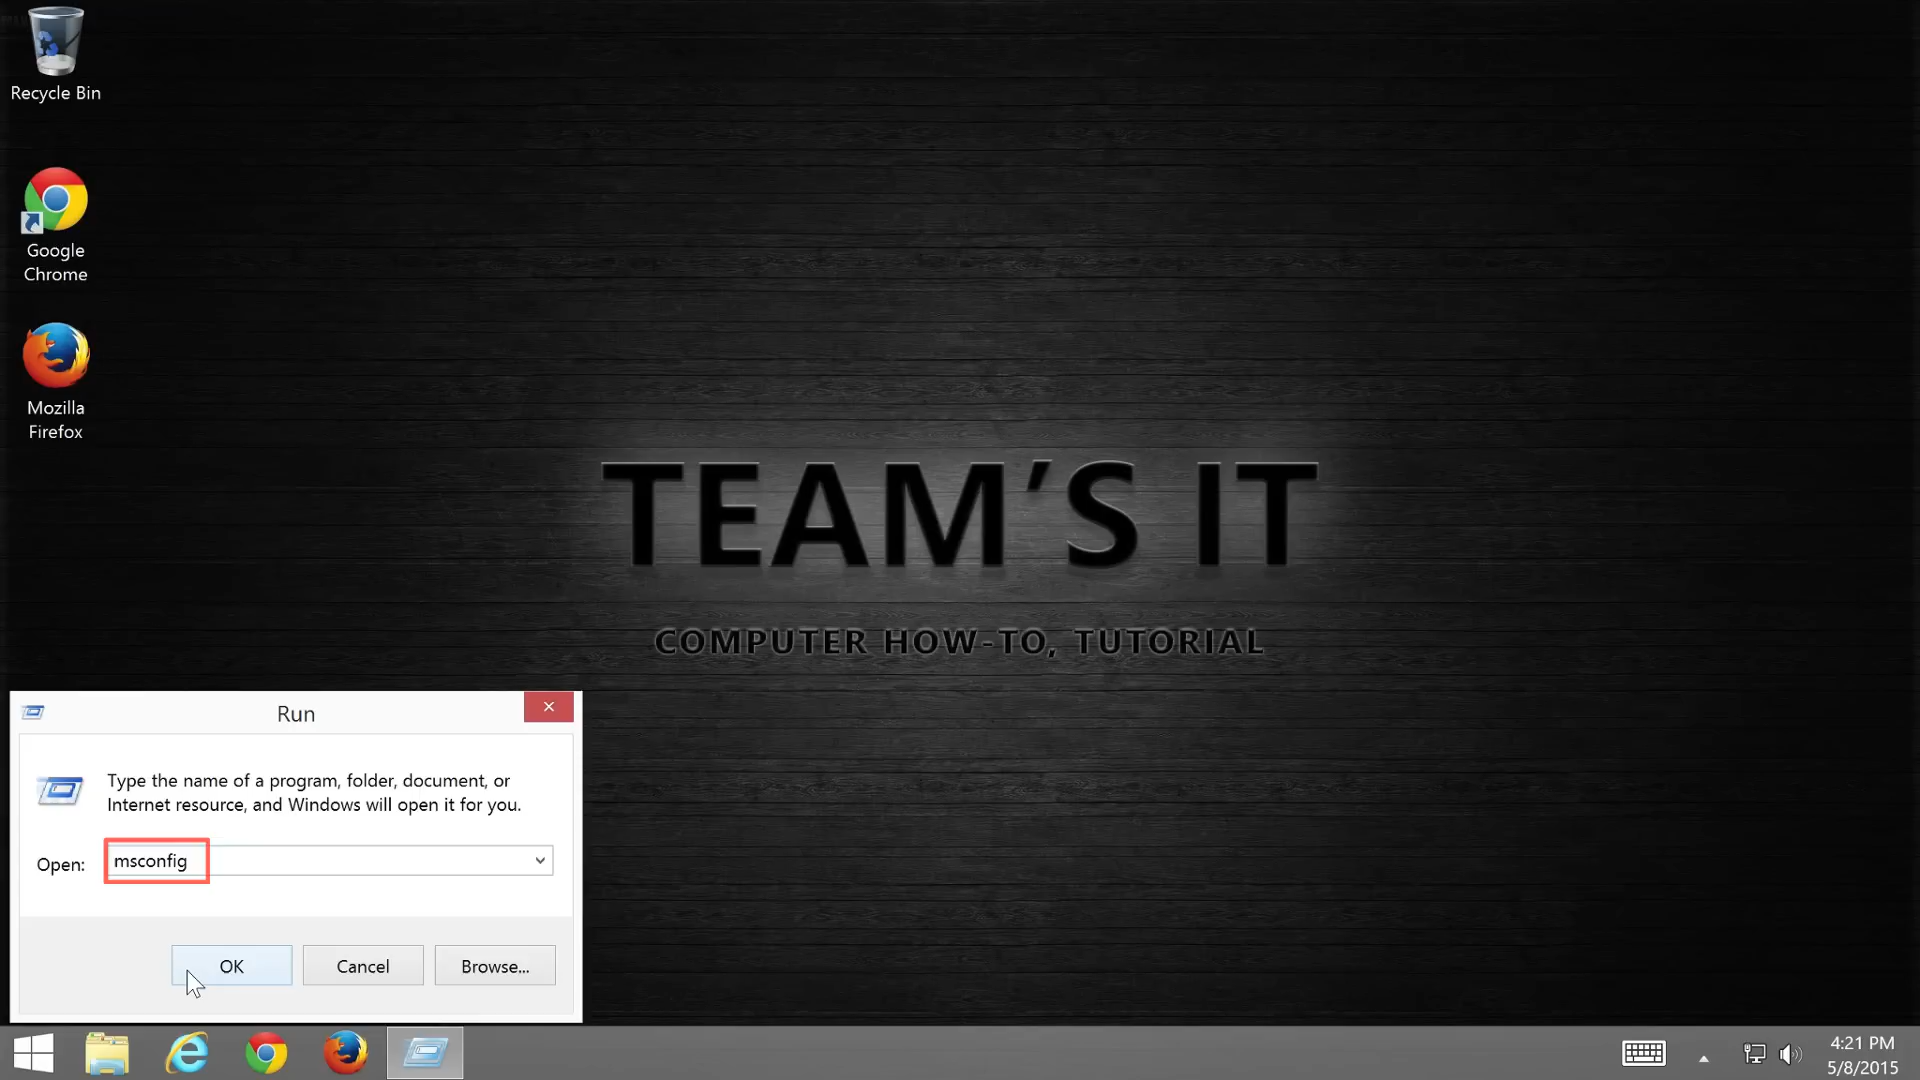 Recycle Bin
Google
Chrome
Mozilla
Firefox
TEAM'S IT
COMPUTER HOW-TO, TUTORIAL
Run
Type the name of a program, folder, document, or
Internet resource, and Windows will open it for you.
Open: msconfig
OK Cancel Browse...
4:21 PM
5/8/2015